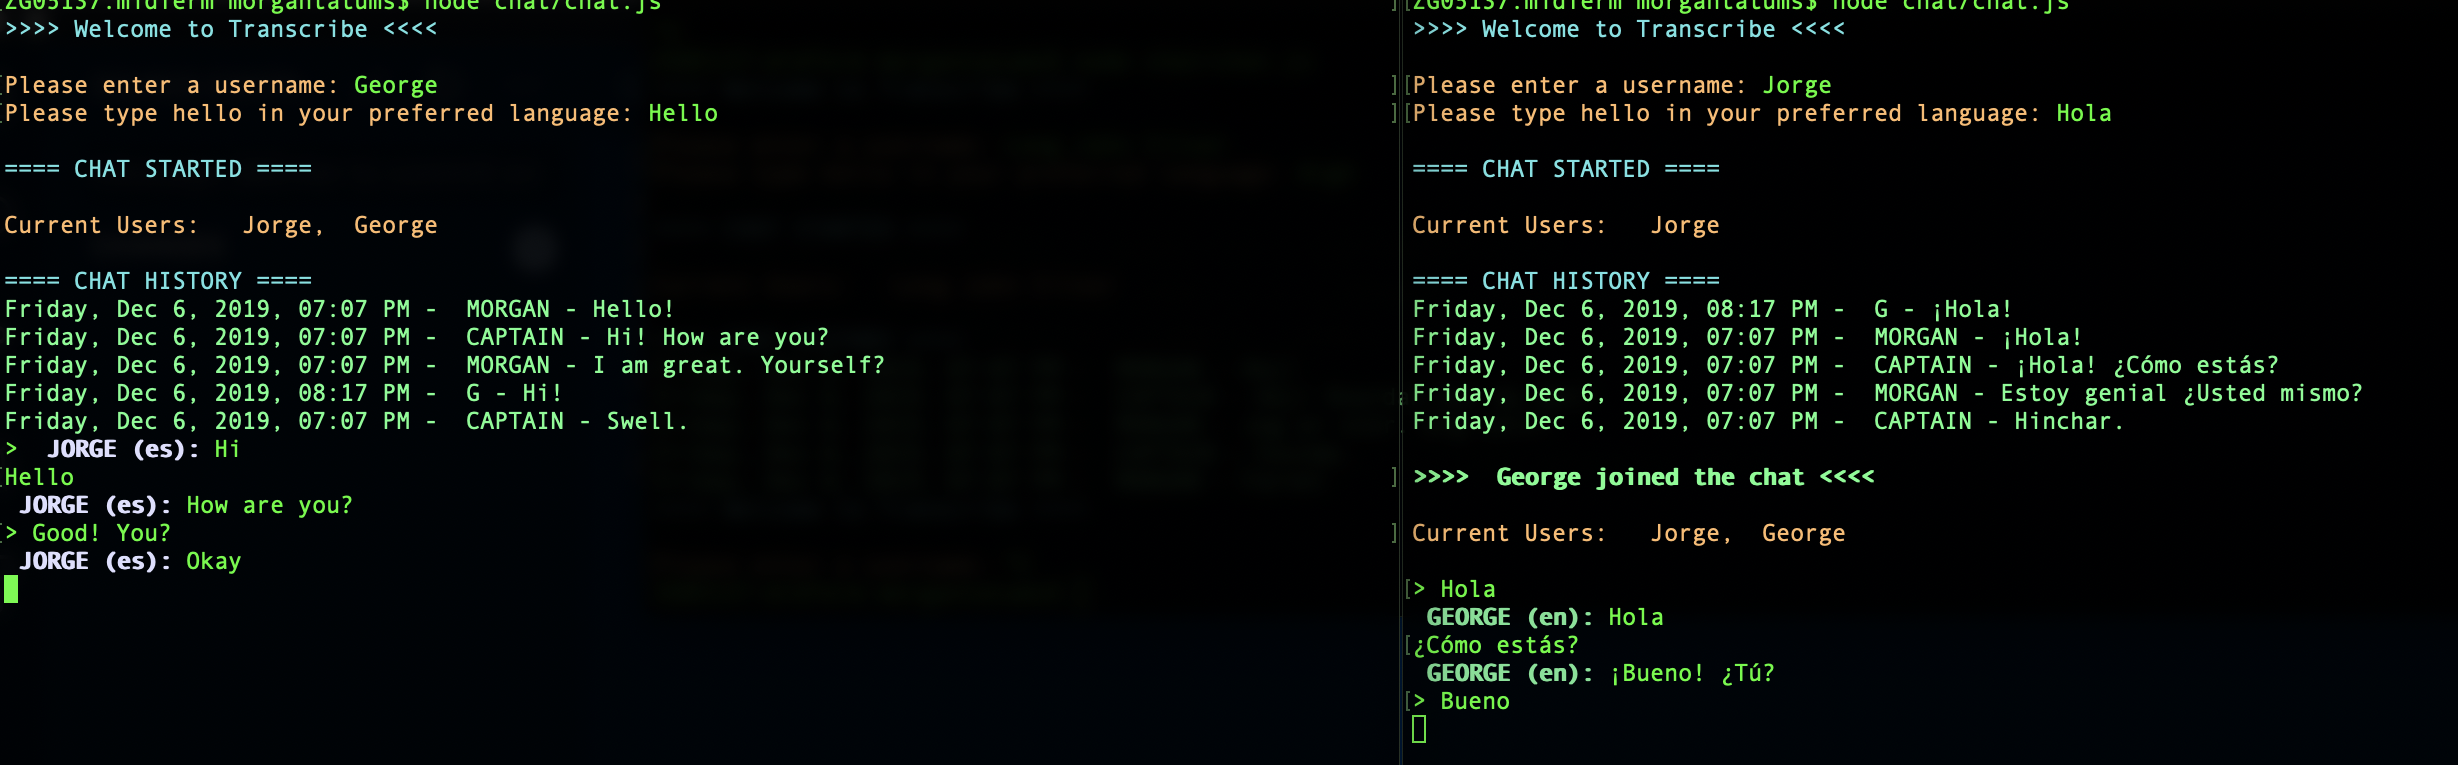 ZG05137:midterm morgantatums$ node chat/chat.js
>>>> Welcome to Transcribe <<<<
Please enter a username: George
Please type hello in your preferred language: Hello
==== CHAT STARTED ====
Current Users:   Jorge,  George
==== CHAT HISTORY ====
Friday, Dec 6, 2019, 07:07 PM -  MORGAN - Hello!
Friday, Dec 6, 2019, 07:07 PM -  CAPTAIN - Hi! How are you?
Friday, Dec 6, 2019, 07:07 PM -  MORGAN - I am great. Yourself?
Friday, Dec 6, 2019, 08:17 PM -  G - Hi!
Friday, Dec 6, 2019, 07:07 PM -  CAPTAIN - Swell.
>  JORGE (es): Hi
Hello
JORGE (es): How are you?
> Good! You?
JORGE (es): Okay
ZG05137:midterm morgantatums$ node chat/chat.js
>>>> Welcome to Transcribe <<<<
Please enter a username: Jorge
Please type hello in your preferred language: Hola
==== CHAT STARTED ====
Current Users:   Jorge
==== CHAT HISTORY ====
Friday, Dec 6, 2019, 08:17 PM -  G - ¡Hola!
Friday, Dec 6, 2019, 07:07 PM -  MORGAN - ¡Hola!
Friday, Dec 6, 2019, 07:07 PM -  CAPTAIN - ¡Hola! ¿Cómo estás?
Friday, Dec 6, 2019, 07:07 PM -  MORGAN - Estoy genial ¿Usted mismo?
Friday, Dec 6, 2019, 07:07 PM -  CAPTAIN - Hinchar.
>>>>  George joined the chat <<<<
Current Users:   Jorge,  George
> Hola
GEORGE (en): Hola
¿Cómo estás?
GEORGE (en): ¡Bueno! ¿Tú?
> Bueno